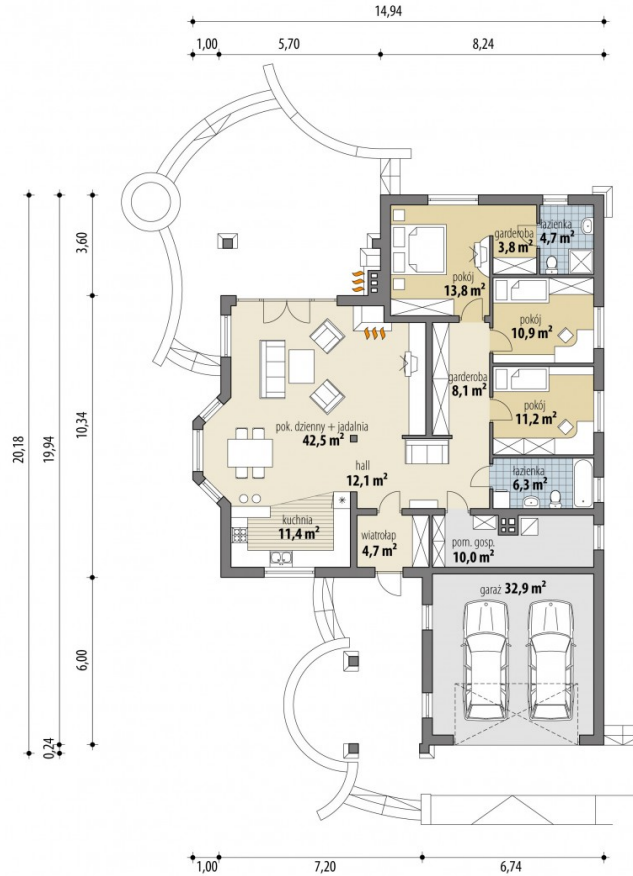 14,94
1,00 5,70 8,24
3,60
10,34
6,00
0,24
19,94
20,18
garderoba
3,8 m²
łazienka
4,7 m²
pokój
13,8 m²
pokój
10,9 m²
garderoba
8,1 m²
pokój
11,2 m²
pok. dzienny + jadalnia
42,5 m²
hall
12,1 m²
łazienka
6,3 m²
kuchnia
11,4 m²
wiatrołap
4,7 m²
pom. gosp.
10,0 m²
garaż 32,9 m²
1,00 7,20 6,74